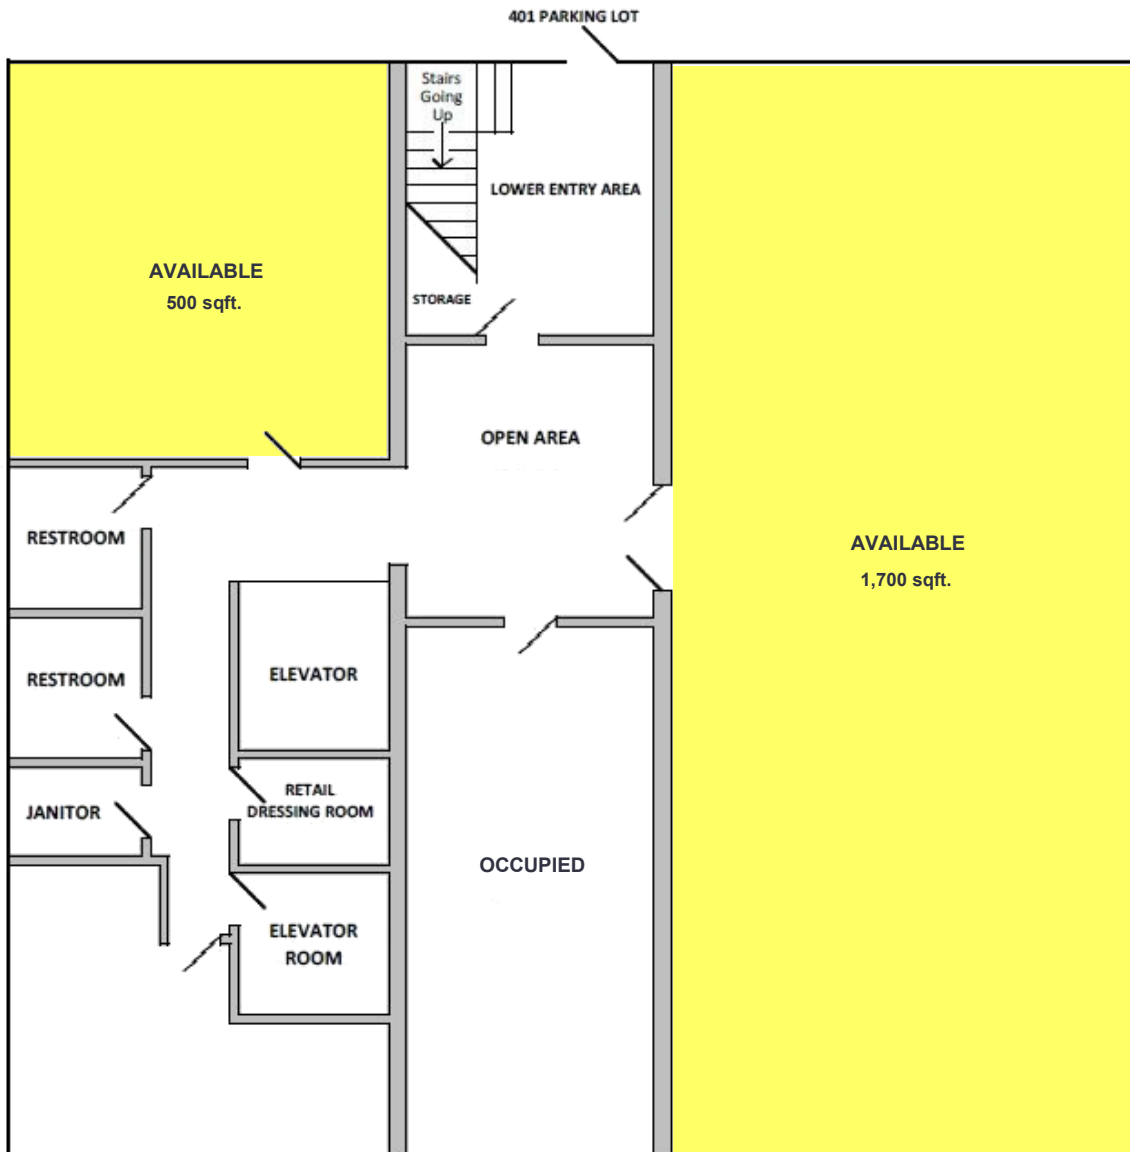 401 PARKING LOT
Stairs
Going
Up
LOWER ENTRY AREA
AVAILABLE
500 sqft.
STORAGE
OPEN AREA
RESTROOM
AVAILABLE
1,700 sqft.
RESTROOM
ELEVATOR
RETAIL
DRESSING ROOM
JANITOR
OCCUPIED
ELEVATOR
ROOM